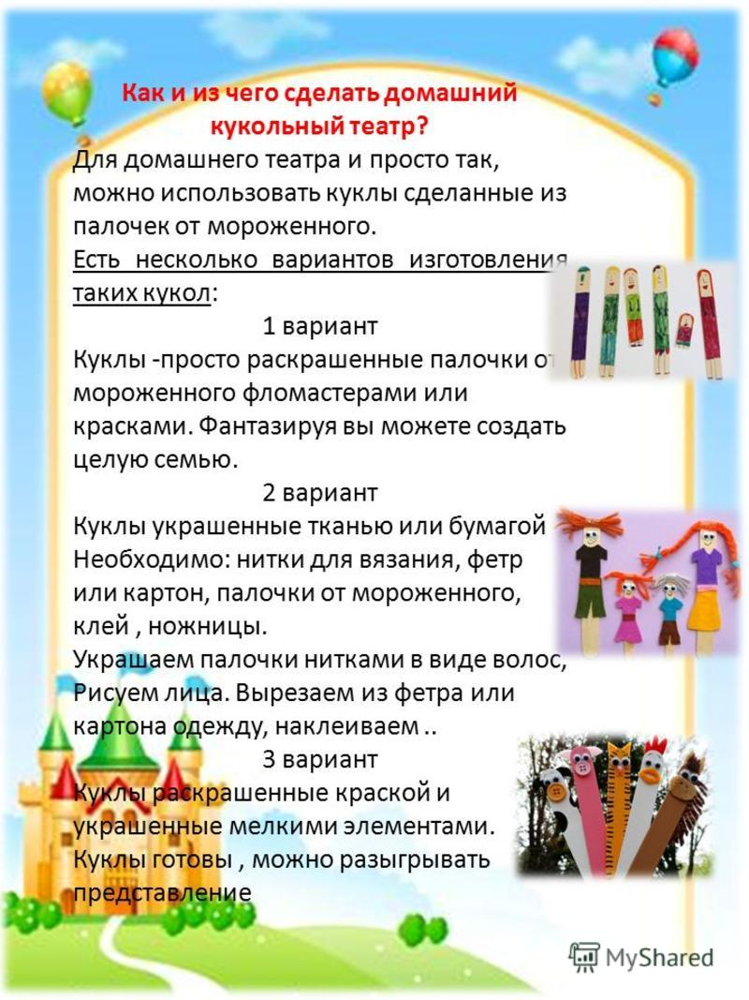 Как и из чего сделать домашний
кукольный театр?
Для домашнего театра и просто так,
можно использовать куклы сделанные из
палочек от мороженного.
Есть несколько вариантов изготовления
таких кукол:
1 вариант
Куклы -просто раскрашенные палочки от
мороженного фломастерами или
красками. Фантазируя вы можете создать
целую семью.
2 вариант
Куклы украшенные тканью или бумагой
Необходимо: нитки для вязания, фетр
или картон, палочки от мороженного,
клей , ножницы.
Украшаем палочки нитками в виде волос,
Рисуем лица. Вырезаем из фетра или
картона одежду, наклеиваем ..
3 вариант
Куклы раскрашенные краской и
украшенные мелкими элементами.
Куклы готовы , можно разыгрывать
представление
MyShared